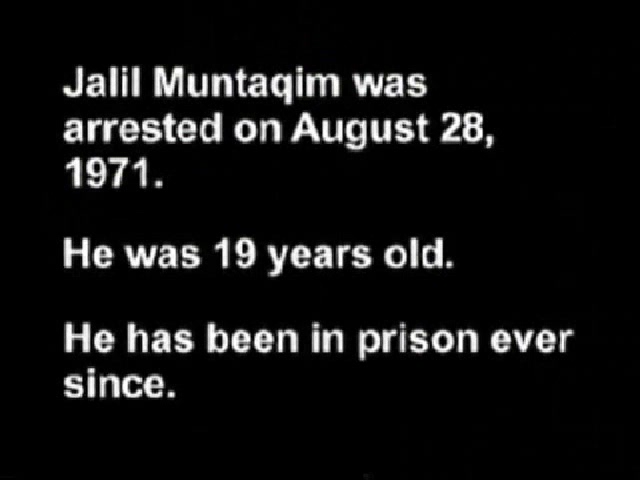 Jalil Muntaqim was
arrested on August 28,
1971.
He was 19 years old.
He has been in prison ever
since.